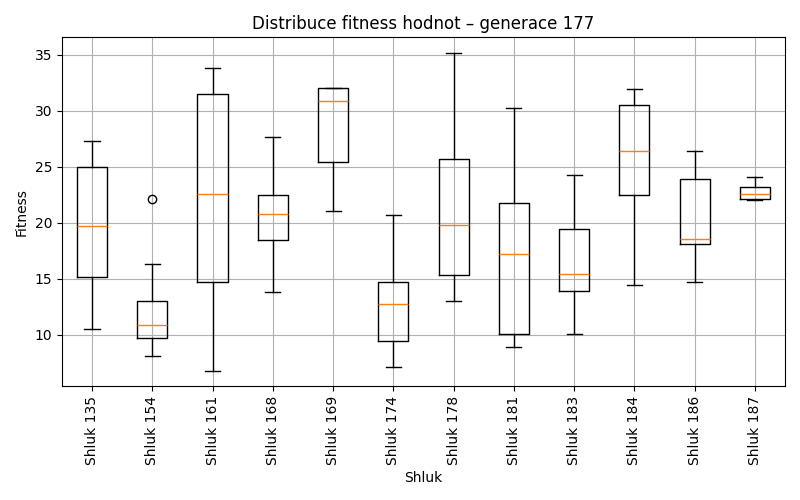 Distribuce fitness hodnot – generace 177
Fitness
35
30
25
20
15
10
Shluk 135
Shluk 154
Shluk 161
Shluk 168
Shluk 169
Shluk 174
Shluk 178
Shluk 181
Shluk 183
Shluk 184
Shluk 186
Shluk 187
Shluk